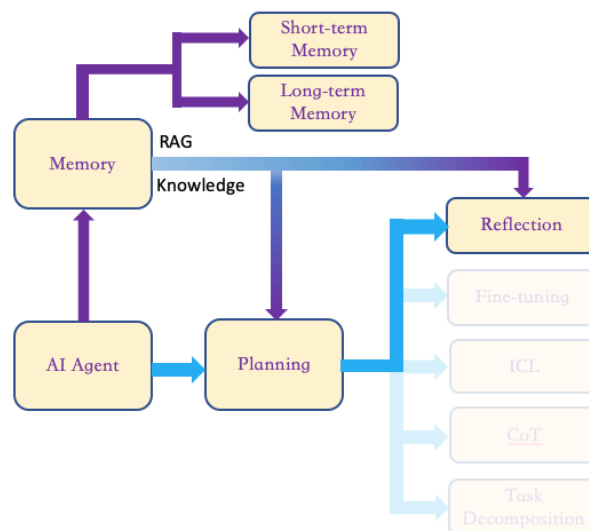 Short-term
Memory
Long-term
Memory
RAG
Memory
Knowledge
Reflection
Fine-tuning
AI Agent
Planning
ICL
CoT
Task
Decomposition